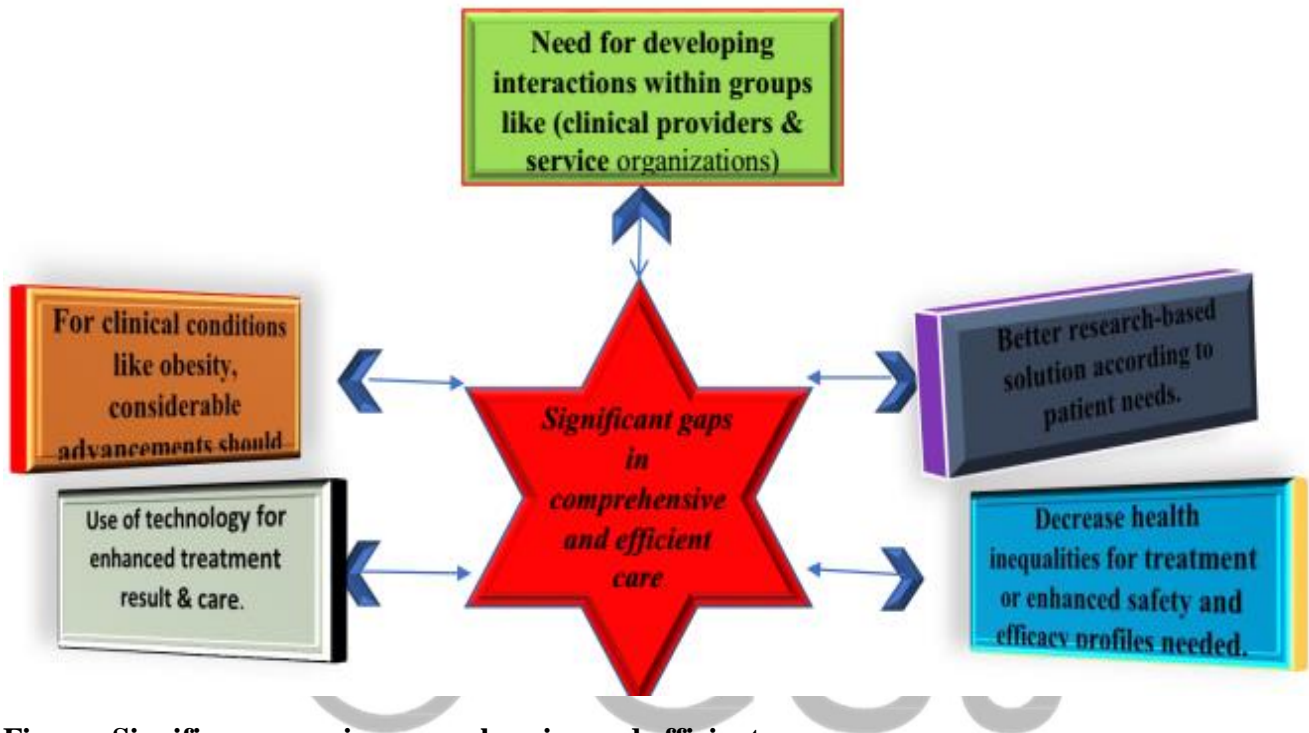 Need for developing
interactions within groups
like (clinical providers &
service organizations)
For clinical conditions
like obesity,
considerable
advancements should
Better research-based
solution according to
patient needs.
Significant gaps
in
comprehensive
and efficient
care
Use of technology for
enhanced treatment
result & care.
Decrease health
inequalities for treatment
or enhanced safety and
efficacy profiles needed.